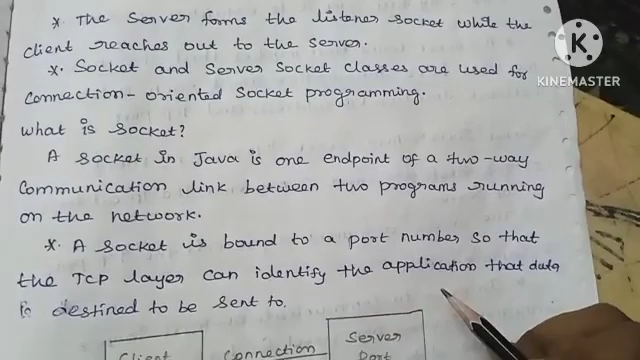 * The Server forms the listener socket while the
client reaches out to the server.
*. Socket and Server Socket classes are used for
Connection-oriented Socket programming.
What is Socket?
A Socket in Java is one endpoint of a two-way
Communication link between two programs running
on the network.
*. A Socket is bound to a port number so that
the TCP layer can identify the application that data
is destined to be sent to.
Client
Connection
Server
Port
KINEMASTER